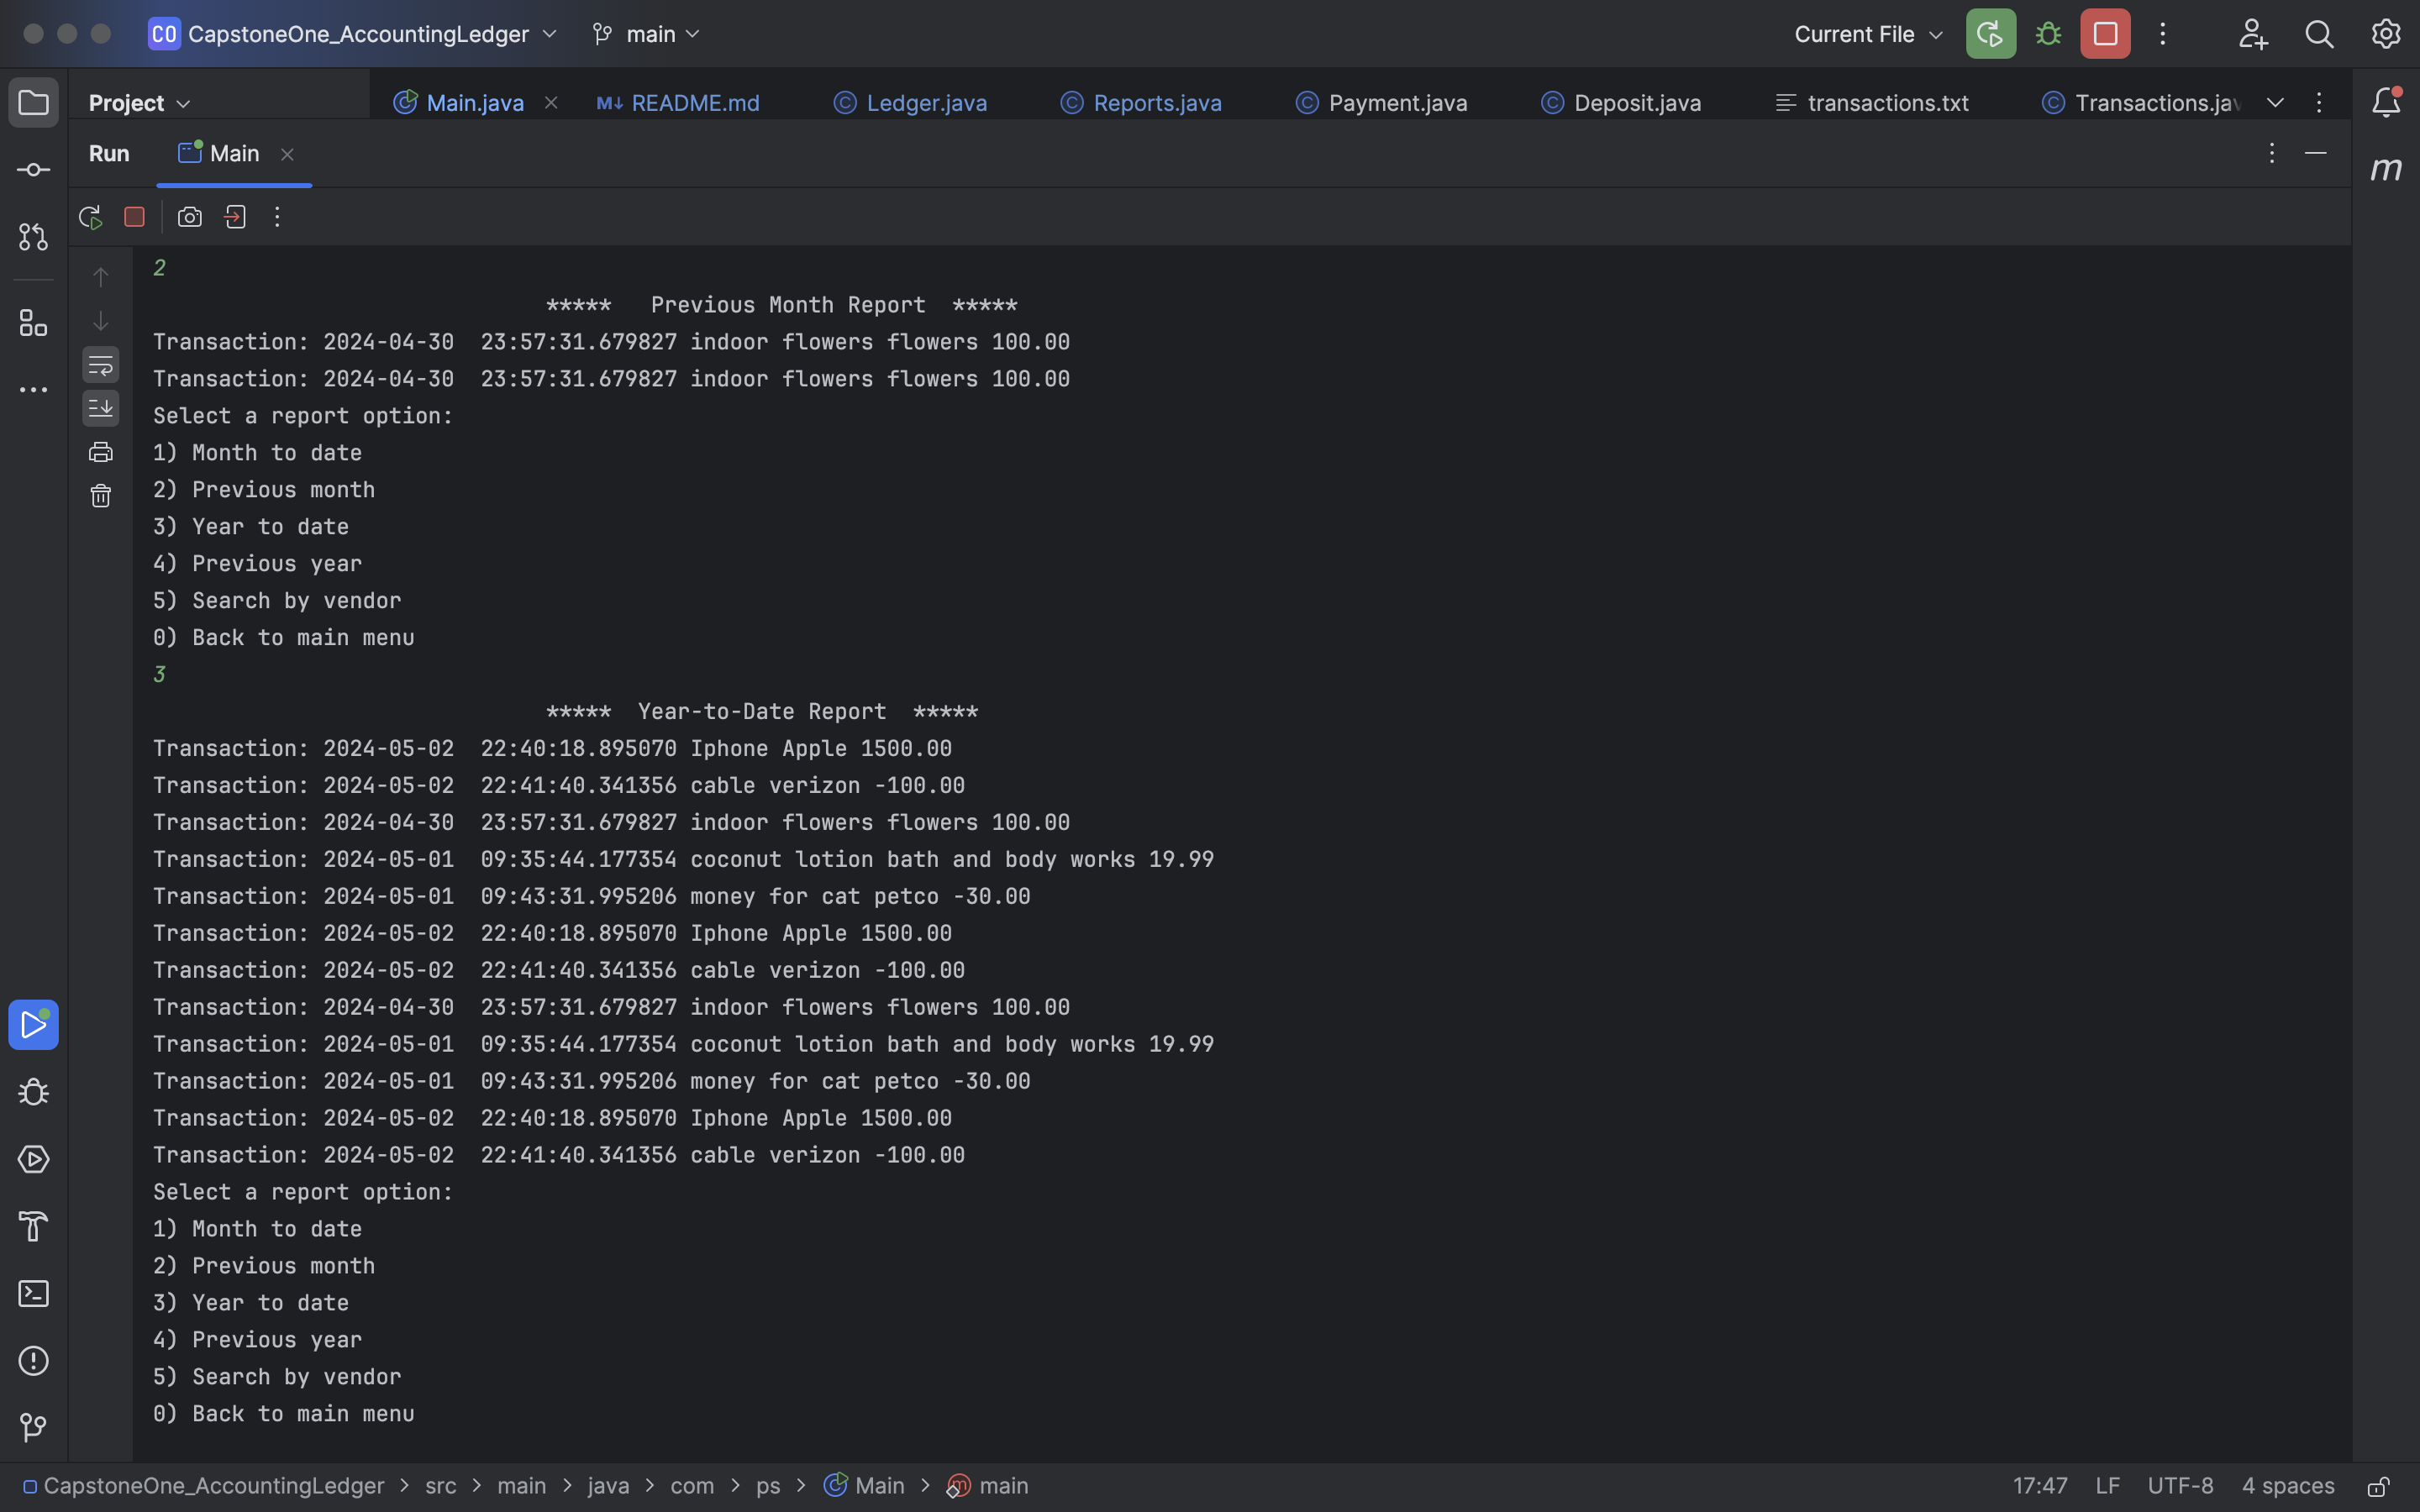 CO CapstoneOne_AccountingLedger main Current File
Project Main.java M↓ README.md C Ledger.java C Reports.java C Payment.java C Deposit.java transactions.txt C Transactions.jav
Run Main
m
2
***** Previous Month Report *****
Transaction: 2024-04-30 23:57:31.679827 indoor flowers flowers 100.00
Transaction: 2024-04-30 23:57:31.679827 indoor flowers flowers 100.00
Select a report option:
1) Month to date
2) Previous month
3) Year to date
4) Previous year
5) Search by vendor
0) Back to main menu
3
***** Year-to-Date Report *****
Transaction: 2024-05-02 22:40:18.895070 Iphone Apple 1500.00
Transaction: 2024-05-02 22:41:40.341356 cable verizon -100.00
Transaction: 2024-04-30 23:57:31.679827 indoor flowers flowers 100.00
Transaction: 2024-05-01 09:35:44.177354 coconut lotion bath and body works 19.99
Transaction: 2024-05-01 09:43:31.995206 money for cat petco -30.00
Transaction: 2024-05-02 22:40:18.895070 Iphone Apple 1500.00
Transaction: 2024-05-02 22:41:40.341356 cable verizon -100.00
Transaction: 2024-04-30 23:57:31.679827 indoor flowers flowers 100.00
Transaction: 2024-05-01 09:35:44.177354 coconut lotion bath and body works 19.99
Transaction: 2024-05-01 09:43:31.995206 money for cat petco -30.00
Transaction: 2024-05-02 22:40:18.895070 Iphone Apple 1500.00
Transaction: 2024-05-02 22:41:40.341356 cable verizon -100.00
Select a report option:
1) Month to date
2) Previous month
3) Year to date
4) Previous year
5) Search by vendor
0) Back to main menu
CapstoneOne_AccountingLedger > src > main > java > com > ps > C Main > m main 17:47 LF UTF-8 4 spaces